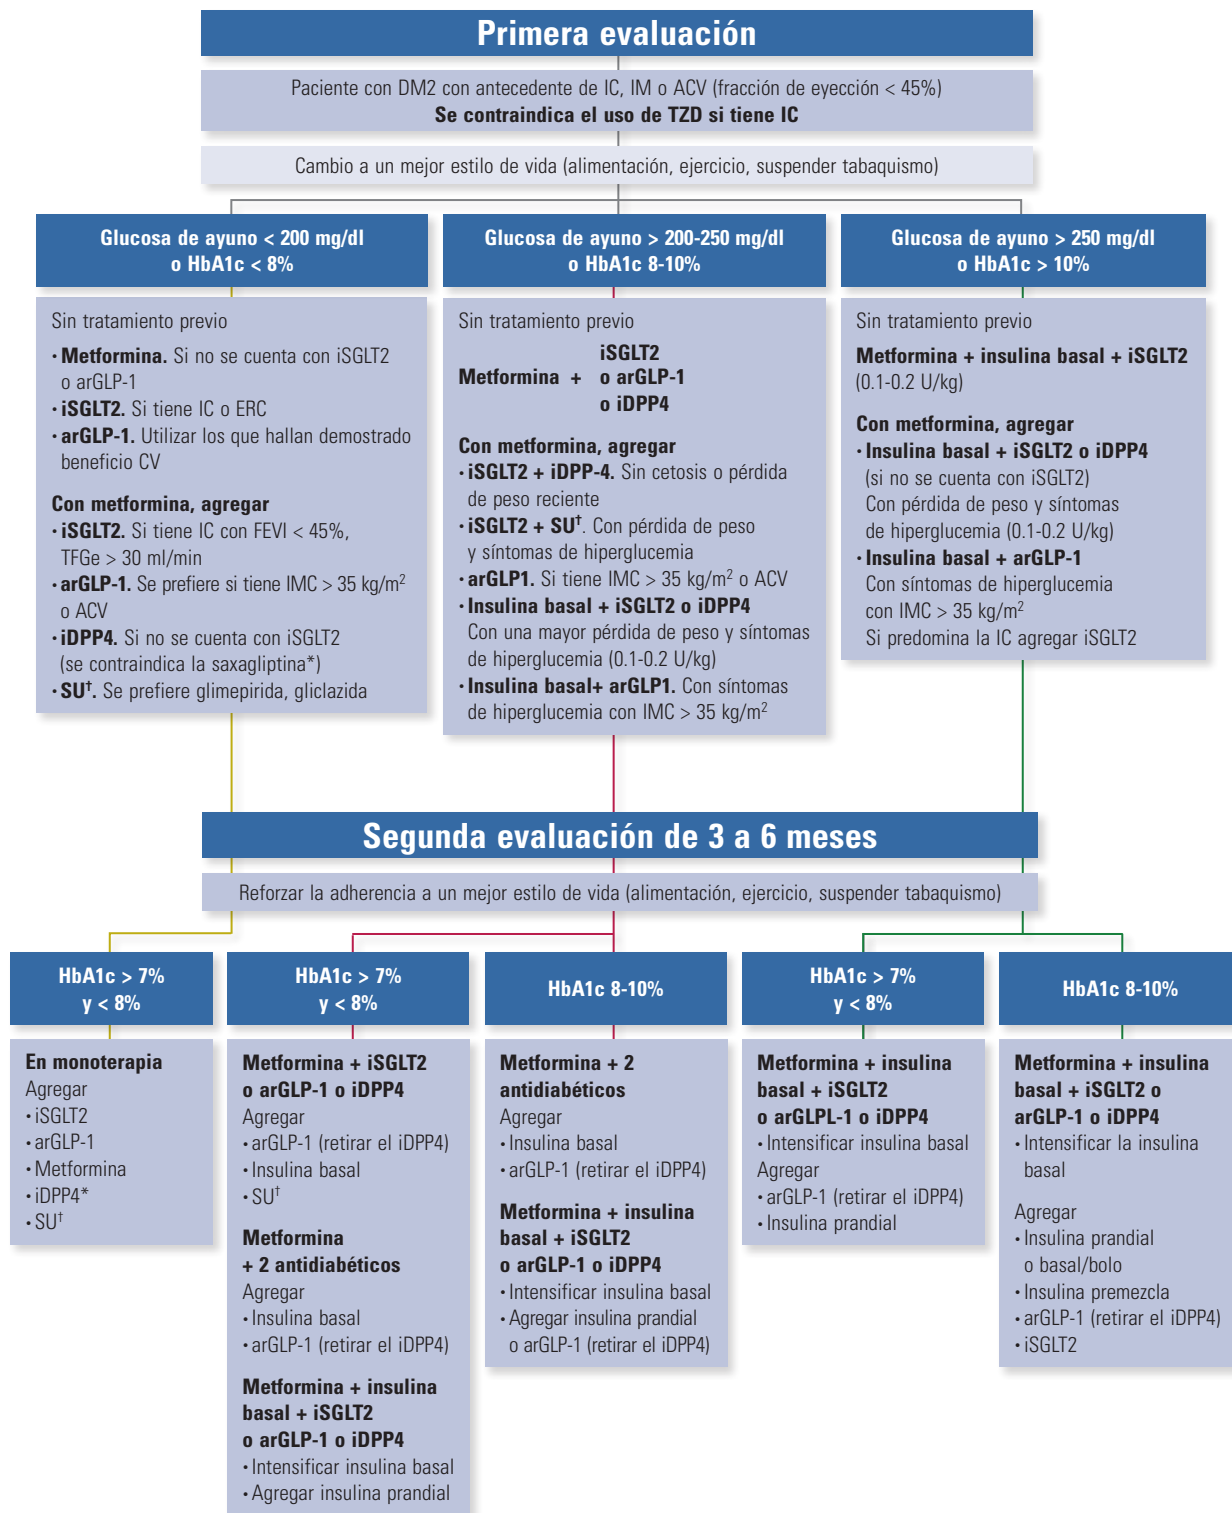 Primera evaluación
Paciente con DM2 con antecedente de IC, IM o ACV (fracción de eyección < 45%)
Se contraindica el uso de TZD si tiene IC
Cambio a un mejor estilo de vida (alimentación, ejercicio, suspender tabaquismo)
Glucosa de ayuno < 200 mg/dl
o HbA1c < 8%
Sin tratamiento previo
• Metformina. Si no se cuenta con iSGLT2
o arGLP-1
• iSGLT2. Si tiene IC o ERC
• arGLP-1. Utilizar los que hallan demostrado
beneficio CV
Con metformina, agregar
• iSGLT2. Si tiene IC con FEVI < 45%,
TFGe > 30 ml/min
• arGLP-1. Se prefiere si tiene IMC > 35 kg/m²
o ACV
• iDPP4. Si no se cuenta con iSGLT2
(se contraindica la saxagliptina*)
• SU†. Se prefiere glimepirida, gliclazida
Glucosa de ayuno > 200-250 mg/dl
o HbA1c 8-10%
Sin tratamiento previo
iSGLT2
Metformina + o arGLP-1
o iDPP4
Con metformina, agregar
• iSGLT2 + iDPP-4. Sin cetosis o pérdida
de peso reciente
• iSGLT2 + SU†. Con pérdida de peso
y síntomas de hiperglucemia
• arGLP1. Si tiene IMC > 35 kg/m² o ACV
• Insulina basal + iSGLT2 o iDPP4
Con una mayor pérdida de peso y síntomas
de hiperglucemia (0.1-0.2 U/kg)
• Insulina basal+ arGLP1. Con síntomas
de hiperglucemia con IMC > 35 kg/m²
Glucosa de ayuno > 250 mg/dl
o HbA1c > 10%
Sin tratamiento previo
Metformina + insulina basal + iSGLT2
(0.1-0.2 U/kg)
Con metformina, agregar
• Insulina basal + iSGLT2 o iDPP4
(si no se cuenta con iSGLT2)
Con pérdida de peso y síntomas
de hiperglucemia (0.1-0.2 U/kg)
• Insulina basal + arGLP-1
Con síntomas de hiperglucemia
con IMC > 35 kg/m²
Si predomina la IC agregar iSGLT2
Segunda evaluación de 3 a 6 meses
Reforzar la adherencia a un mejor estilo de vida (alimentación, ejercicio, suspender tabaquismo)
HbA1c > 7%
y < 8%
En monoterapia
Agregar
• iSGLT2
• arGLP-1
• Metformina
• iDPP4*
• SU†
HbA1c > 7%
y < 8%
Metformina + iSGLT2
o arGLP-1 o iDPP4
Agregar
• arGLP-1 (retirar el iDPP4)
• Insulina basal
• SU†
Metformina
+ 2 antidiabéticos
Agregar
• Insulina basal
• arGLP-1 (retirar el iDPP4)
Metformina + insulina
basal + iSGLT2
o arGLP-1 o iDPP4
• Intensificar insulina basal
• Agregar insulina prandial
HbA1c 8-10%
Metformina + 2
antidiabéticos
Agregar
• Insulina basal
• arGLP-1 (retirar el iDPP4)
Metformina + insulina
basal + iSGLT2
o arGLP-1 o iDPP4
• Intensificar insulina basal
• Agregar insulina prandial
o arGLP-1 (retirar el iDPP4)
HbA1c > 7%
y < 8%
Metformina + insulina
basal + iSGLT2
o arGLPL-1 o iDPP4
• Intensificar insulina basal
Agregar
• arGLP-1 (retirar el iDPP4)
• Insulina prandial
HbA1c 8-10%
Metformina + insulina
basal + iSGLT2 o
arGLP-1 o iDPP4
• Intensificar la insulina
basal
Agregar
• Insulina prandial
o basal/bolo
• Insulina premezcla
• arGLP-1 (retirar el iDPP4)
• iSGLT2